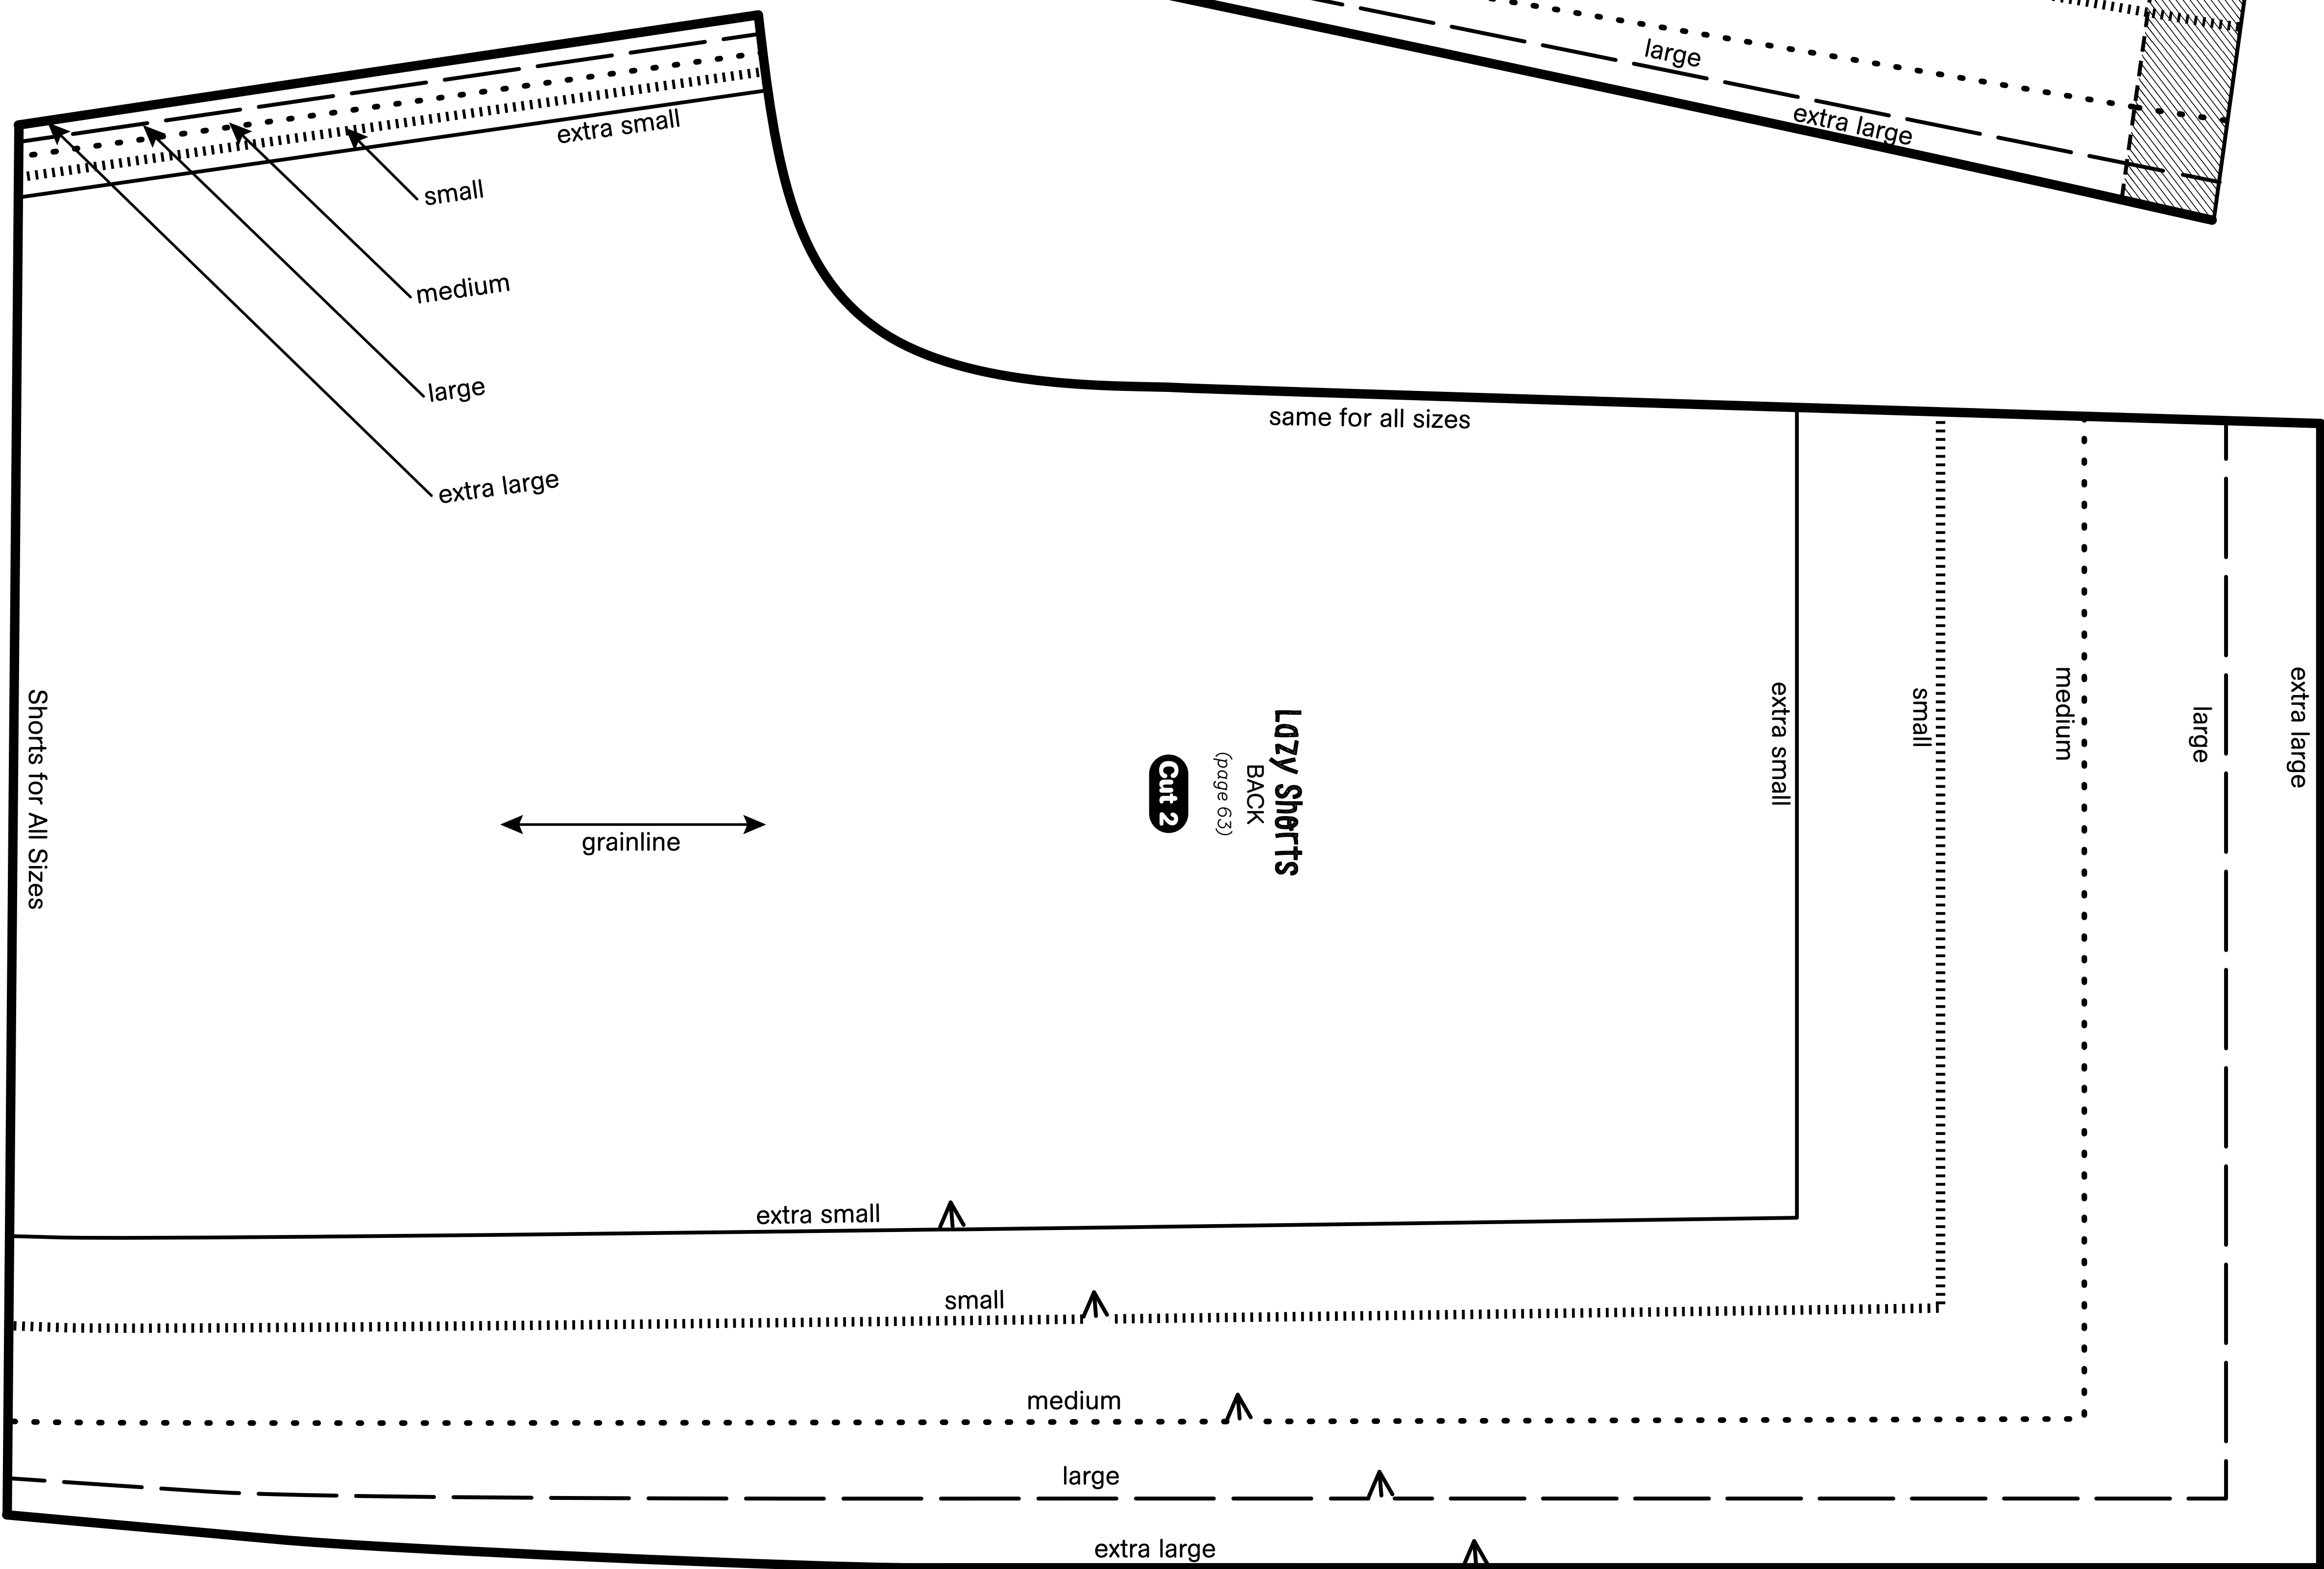 large
extra large
extra small
small
medium
large
extra large
same for all sizes
Shorts for All Sizes
grainline
Lazy Shorts
BACK
(page 63)
Cut 2
extra small
small
medium
large
extra large
extra small
small
medium
large
extra large